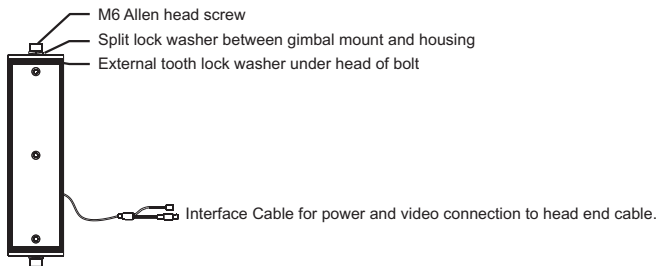 M6 Allen head screw
Split lock washer between gimbal mount and housing
External tooth lock washer under head of bolt
Interface Cable for power and video connection to head end cable.